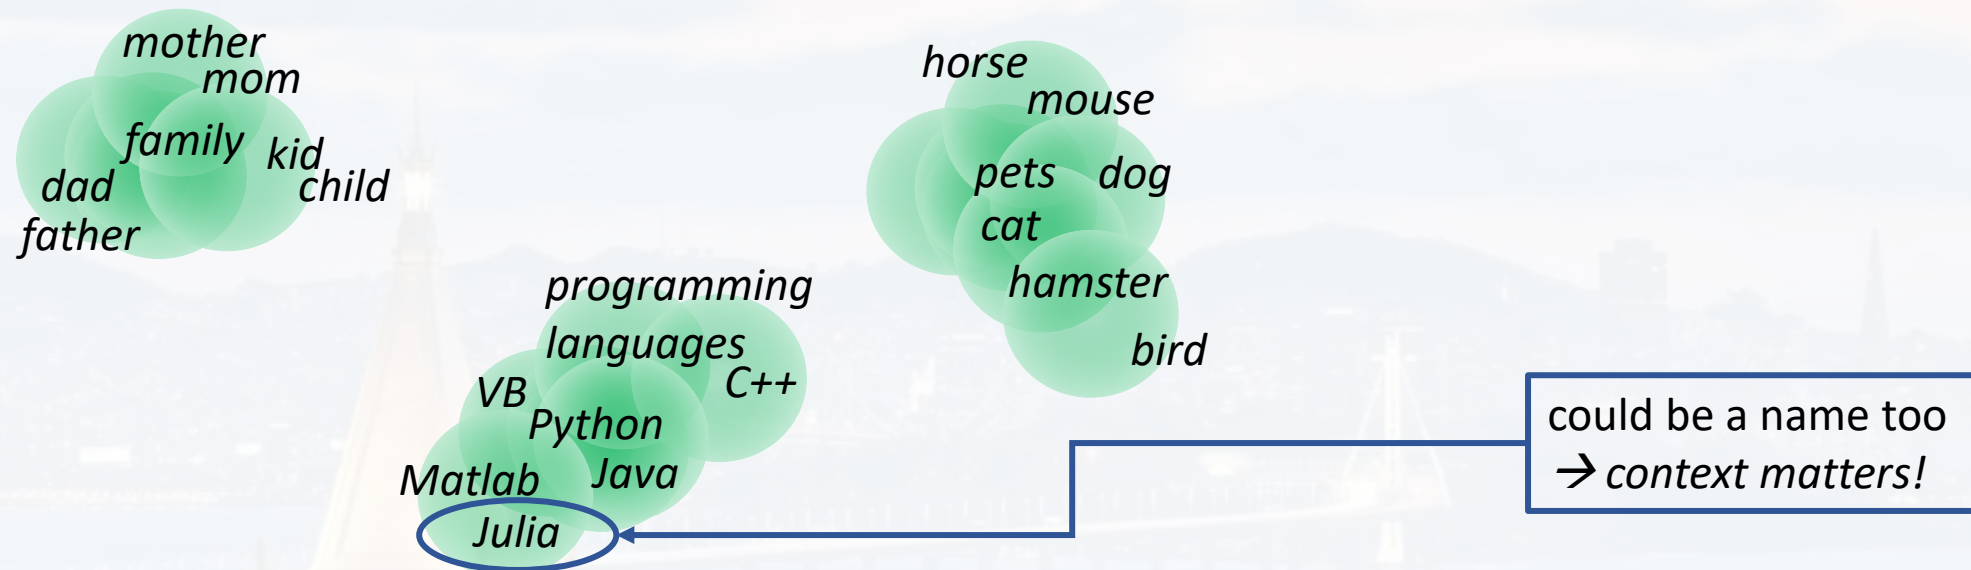 mother
mom
family
kid
child
dad
father
horse
mouse
pets
dog
cat
hamster
bird
programming
languages
VB
C++
Python
Matlab
Java
Julia
could be a name too
→ context matters!